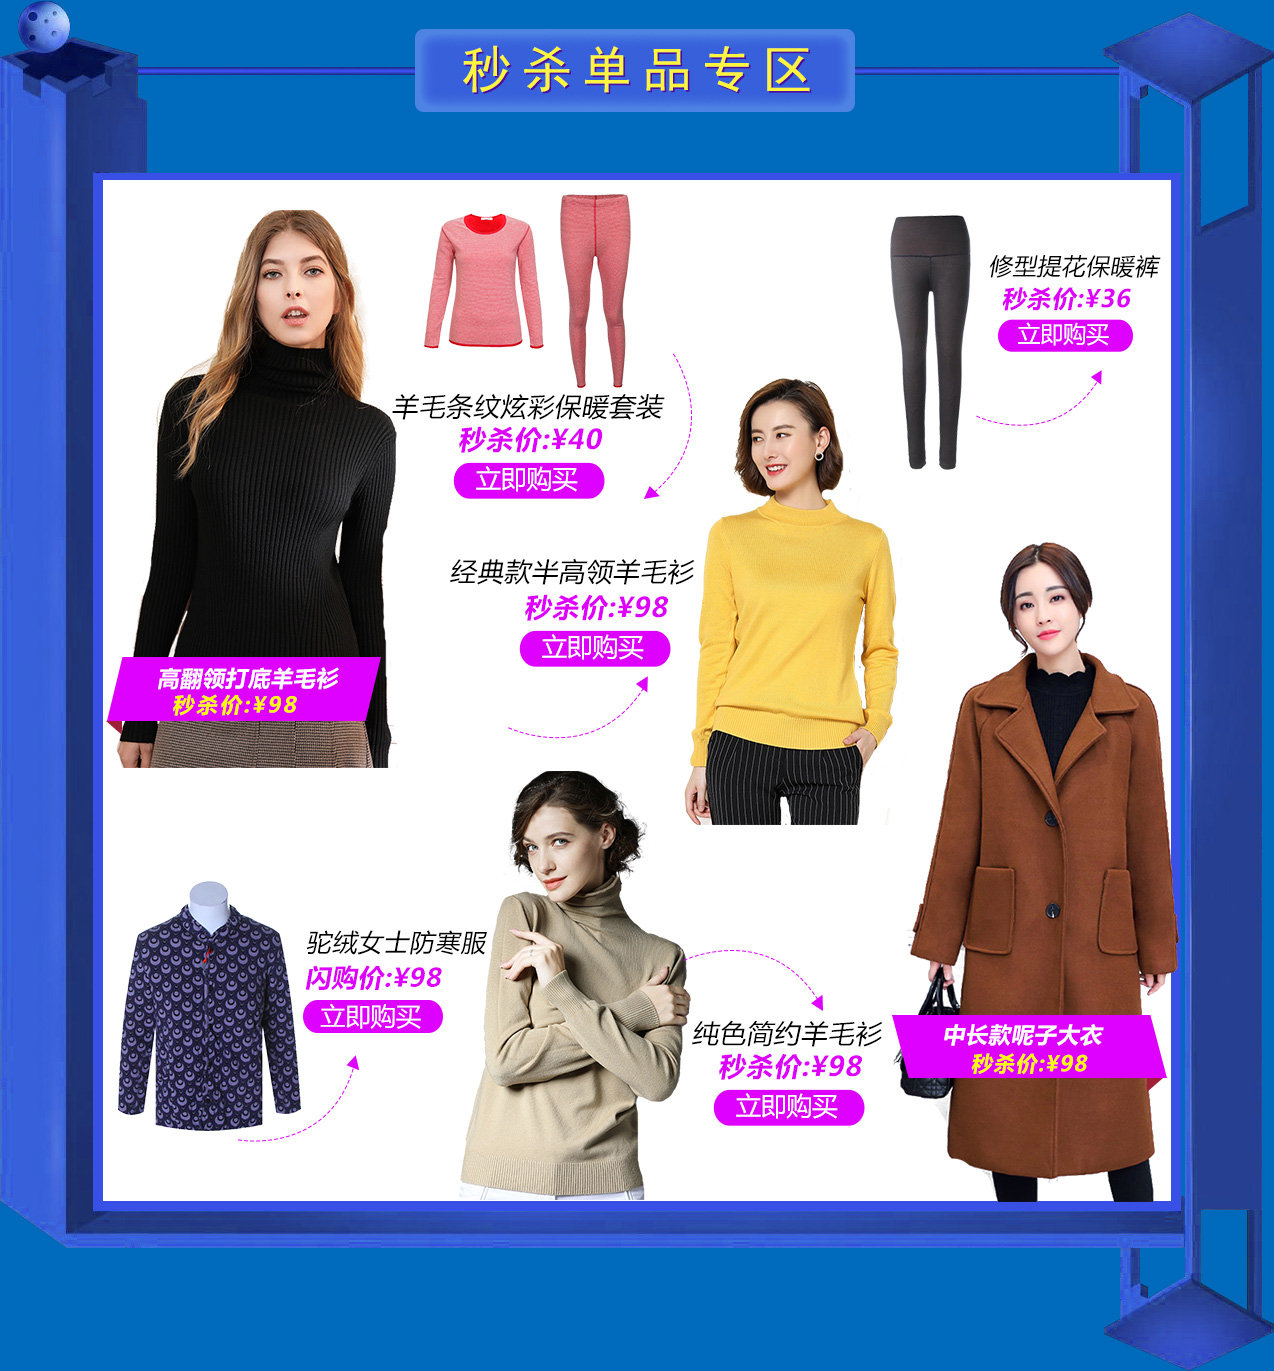 秒杀单品专区
修型提花保暖裤
秒杀价:¥36
立即购买
羊毛条纹炫彩保暖套装
秒杀价:¥40
立即购买
经典款半高领羊毛衫
秒杀价:¥98
立即购买
高翻领打底羊毛衫
秒杀价:¥98
驼绒女士防寒服
闪购价:¥98
立即购买
纯色简约羊毛衫
秒杀价:¥98
立即购买
中长款呢子大衣
秒杀价:¥98